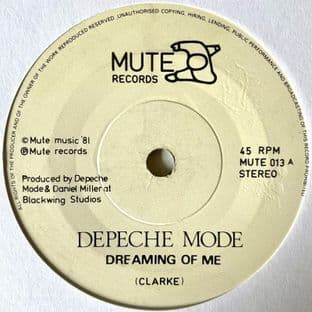 ALL RIGHTS OF THE PRODUCER AND OF THE OWNER OF THE WORK REPRODUCED RESERVED. UNAUTHORISED COPYING, HIRING, LENDING, PUBLIC PERFORMANCE AND BROADCASTING OF THIS RECORD PROHIBITED
MUTE
RECORDS
©Mute music '81
℗Mute records
45 RPM
MUTE 013 A
STEREO
Produced by Depeche
Mode & Daniel Miller at
Blackwing Studios
DEPECHE MODE
DREAMING OF ME
(CLARKE)